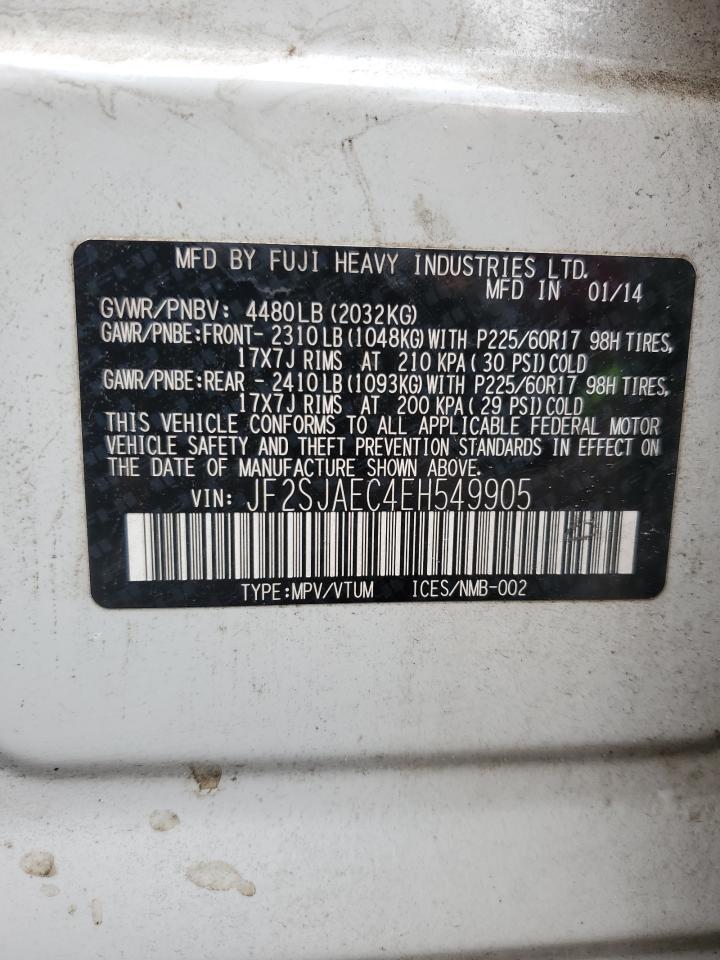 MFD BY FUJI HEAVY INDUSTRIES LTD.
MFD IN 01/14
GVWR/PNBV: 4480LB (2032KG)
GAWR/PNBE:FRONT- 2310LB (1048KG) WITH P225/60R17 98H TIRES,
17X7J RIMS AT 210 KPA ( 30 PSI) COLD
GAWR/PNBE:REAR - 2410LB (1093KG) WITH P225/60R17 98H TIRES,
17X7J RIMS AT 200 KPA ( 29 PSI) COLD
THIS VEHICLE CONFORMS TO ALL APPLICABLE FEDERAL MOTOR
VEHICLE SAFETY AND THEFT PREVENTION STANDARDS IN EFFECT ON
THE DATE OF MANUFACTURE SHOWN ABOVE.
VIN: JF2SJAEC4EH549905
TYPE:MPV/VTUM ICES/NMB-002